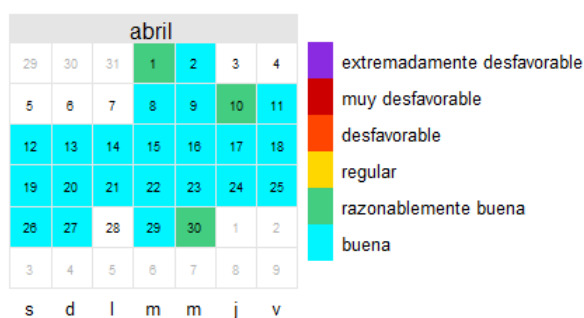 abril
29 30 31 1 2 3 4
5 6 7 8 9 10 11
12 13 14 15 16 17 18
19 20 21 22 23 24 25
26 27 28 29 30 1 2
3 4 5 6 7 8 9
s d l m m j v
extremadamente desfavorable
muy desfavorable
desfavorable
regular
razonablemente buena
buena